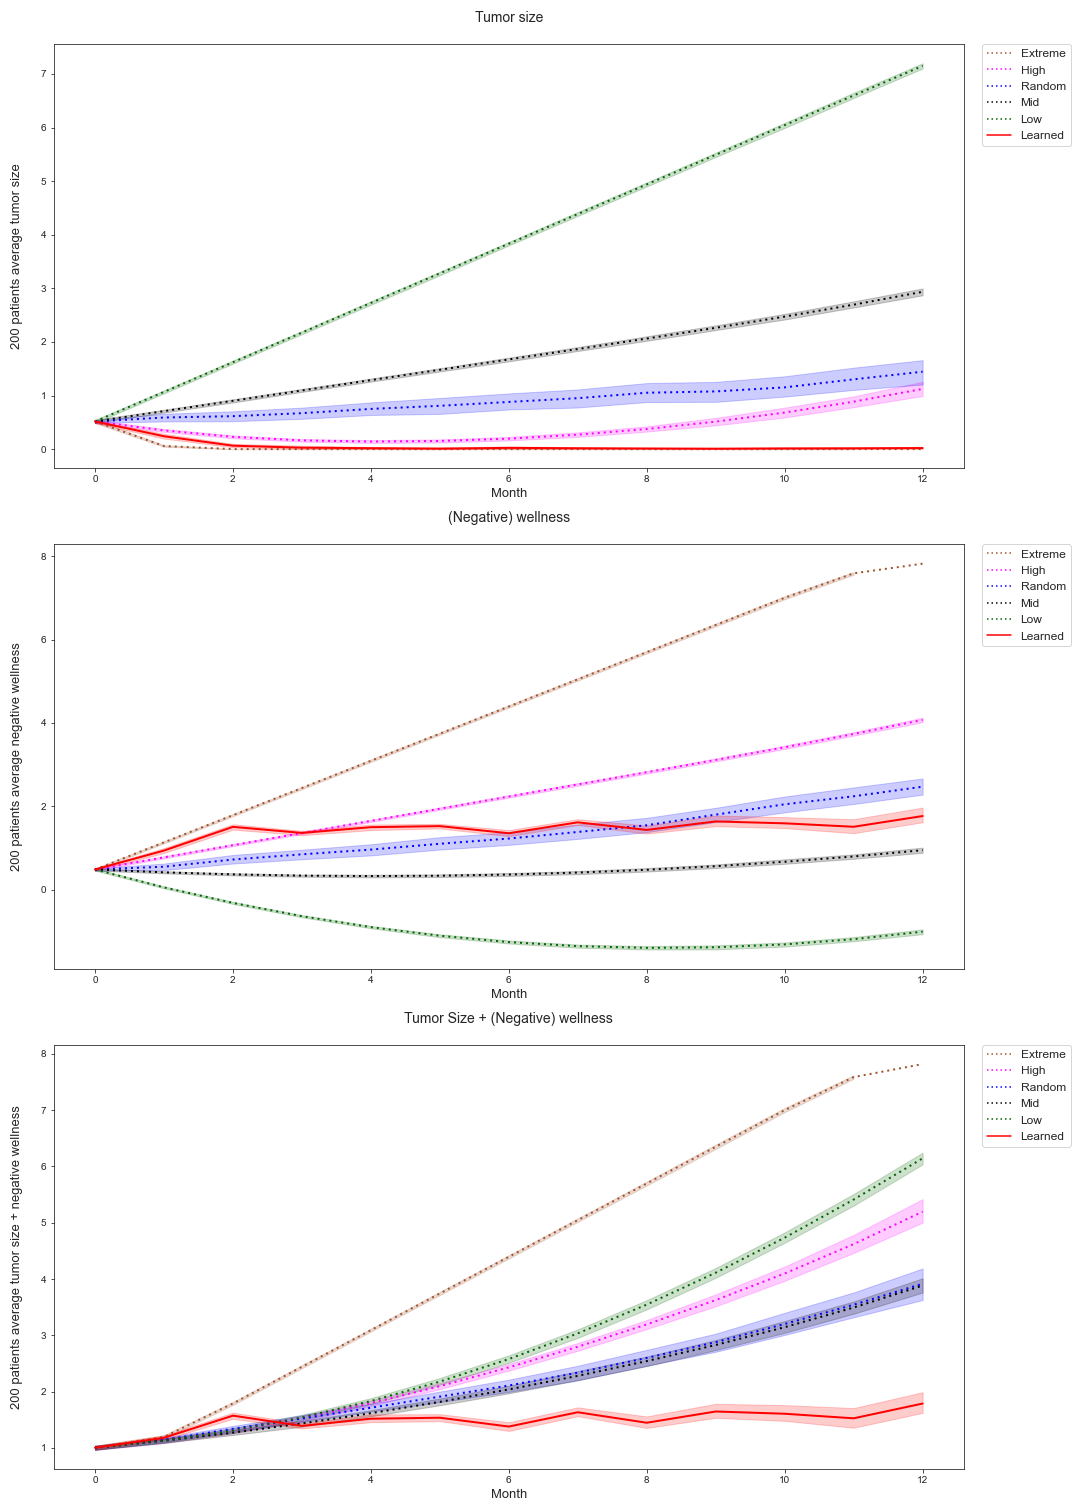 Tumor size
200 patients average tumor size
7
6
5
4
3
2
1
0
0 2 4 6 8 10 12
Month
Extreme
High
Random
Mid
Low
Learned
(Negative) wellness
200 patients average negative wellness
8
6
4
2
0
0 2 4 6 8 10 12
Month
Extreme
High
Random
Mid
Low
Learned
Tumor Size + (Negative) wellness
200 patients average tumor size + negative wellness
8
7
6
5
4
3
2
1
0 2 4 6 8 10 12
Month
Extreme
High
Random
Mid
Low
Learned